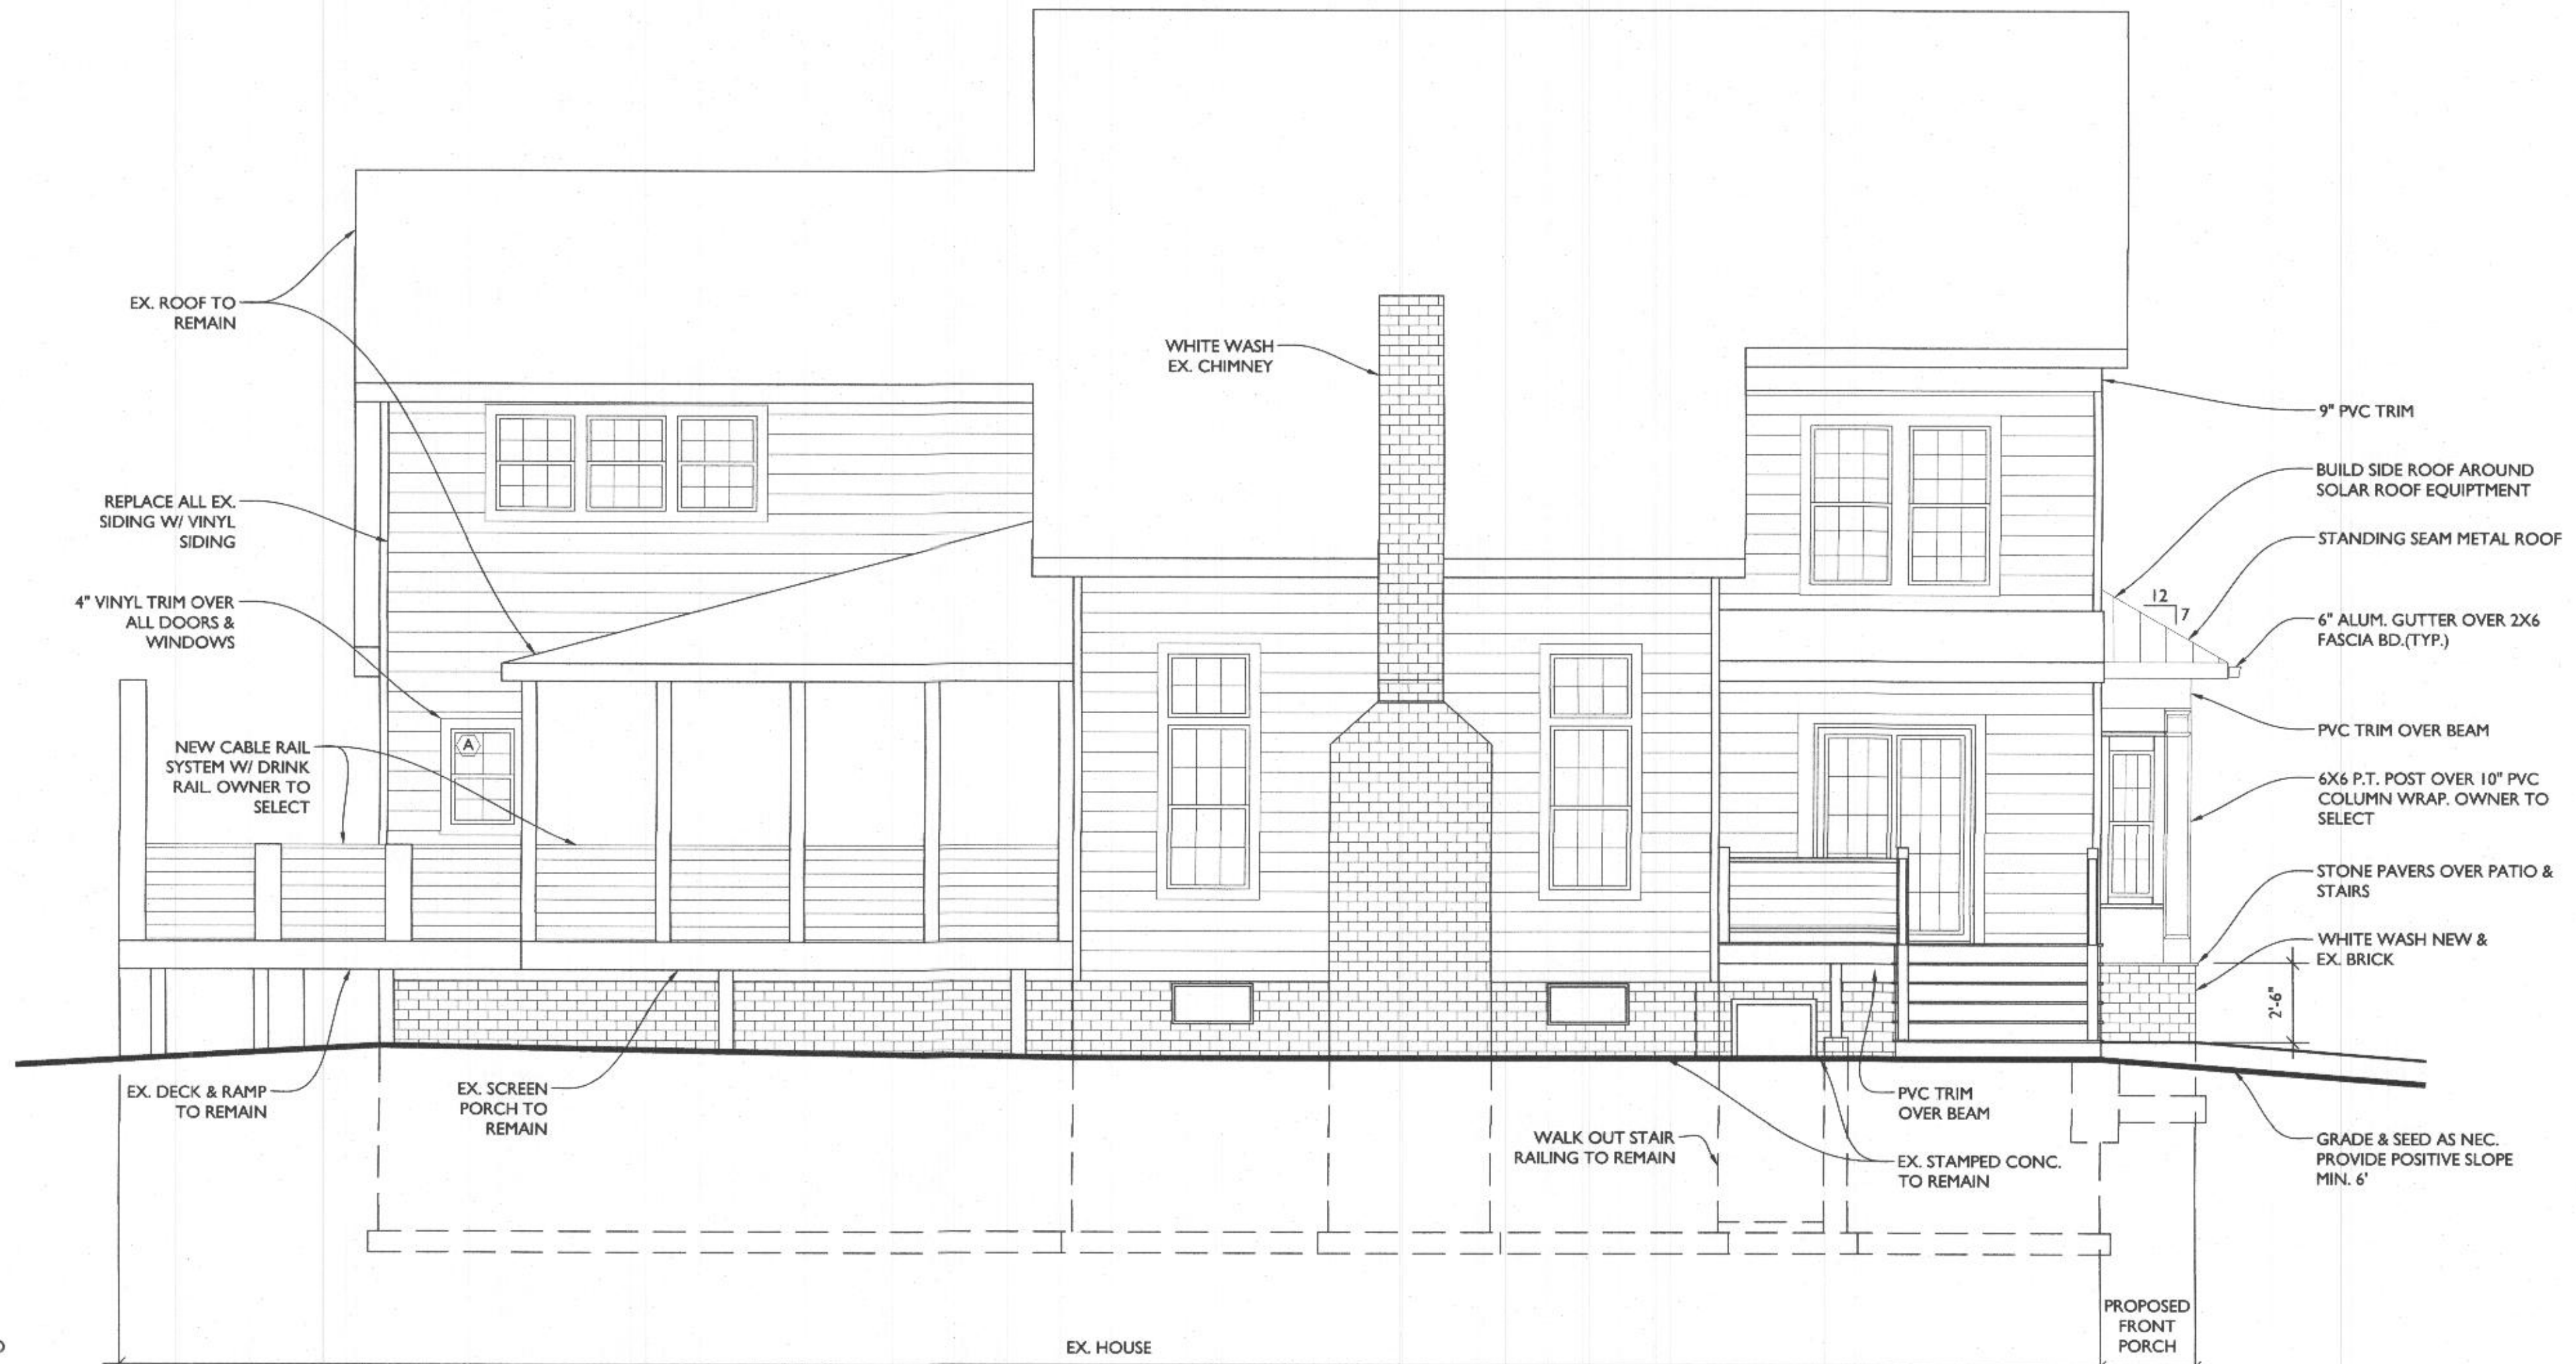 EX. ROOF TO
REMAIN
REPLACE ALL EX.
SIDING W/ VINYL
SIDING
4" VINYL TRIM OVER
ALL DOORS &
WINDOWS
NEW CABLE RAIL
SYSTEM W/ DRINK
RAIL. OWNER TO
SELECT
A
WHITE WASH
EX. CHIMNEY
9" PVC TRIM
BUILD SIDE ROOF AROUND
SOLAR ROOF EQUIPTMENT
STANDING SEAM METAL ROOF
12
7
6" ALUM. GUTTER OVER 2X6
FASCIA BD.(TYP.)
PVC TRIM OVER BEAM
6X6 P.T. POST OVER 10" PVC
COLUMN WRAP. OWNER TO
SELECT
STONE PAVERS OVER PATIO &
STAIRS
WHITE WASH NEW &
EX. BRICK
2'-6"
EX. DECK & RAMP
TO REMAIN
EX. SCREEN
PORCH TO
REMAIN
WALK OUT STAIR
RAILING TO REMAIN
PVC TRIM
OVER BEAM
EX. STAMPED CONC.
TO REMAIN
GRADE & SEED AS NEC.
PROVIDE POSITIVE SLOPE
MIN. 6'
EX. HOUSE
PROPOSED
FRONT
PORCH